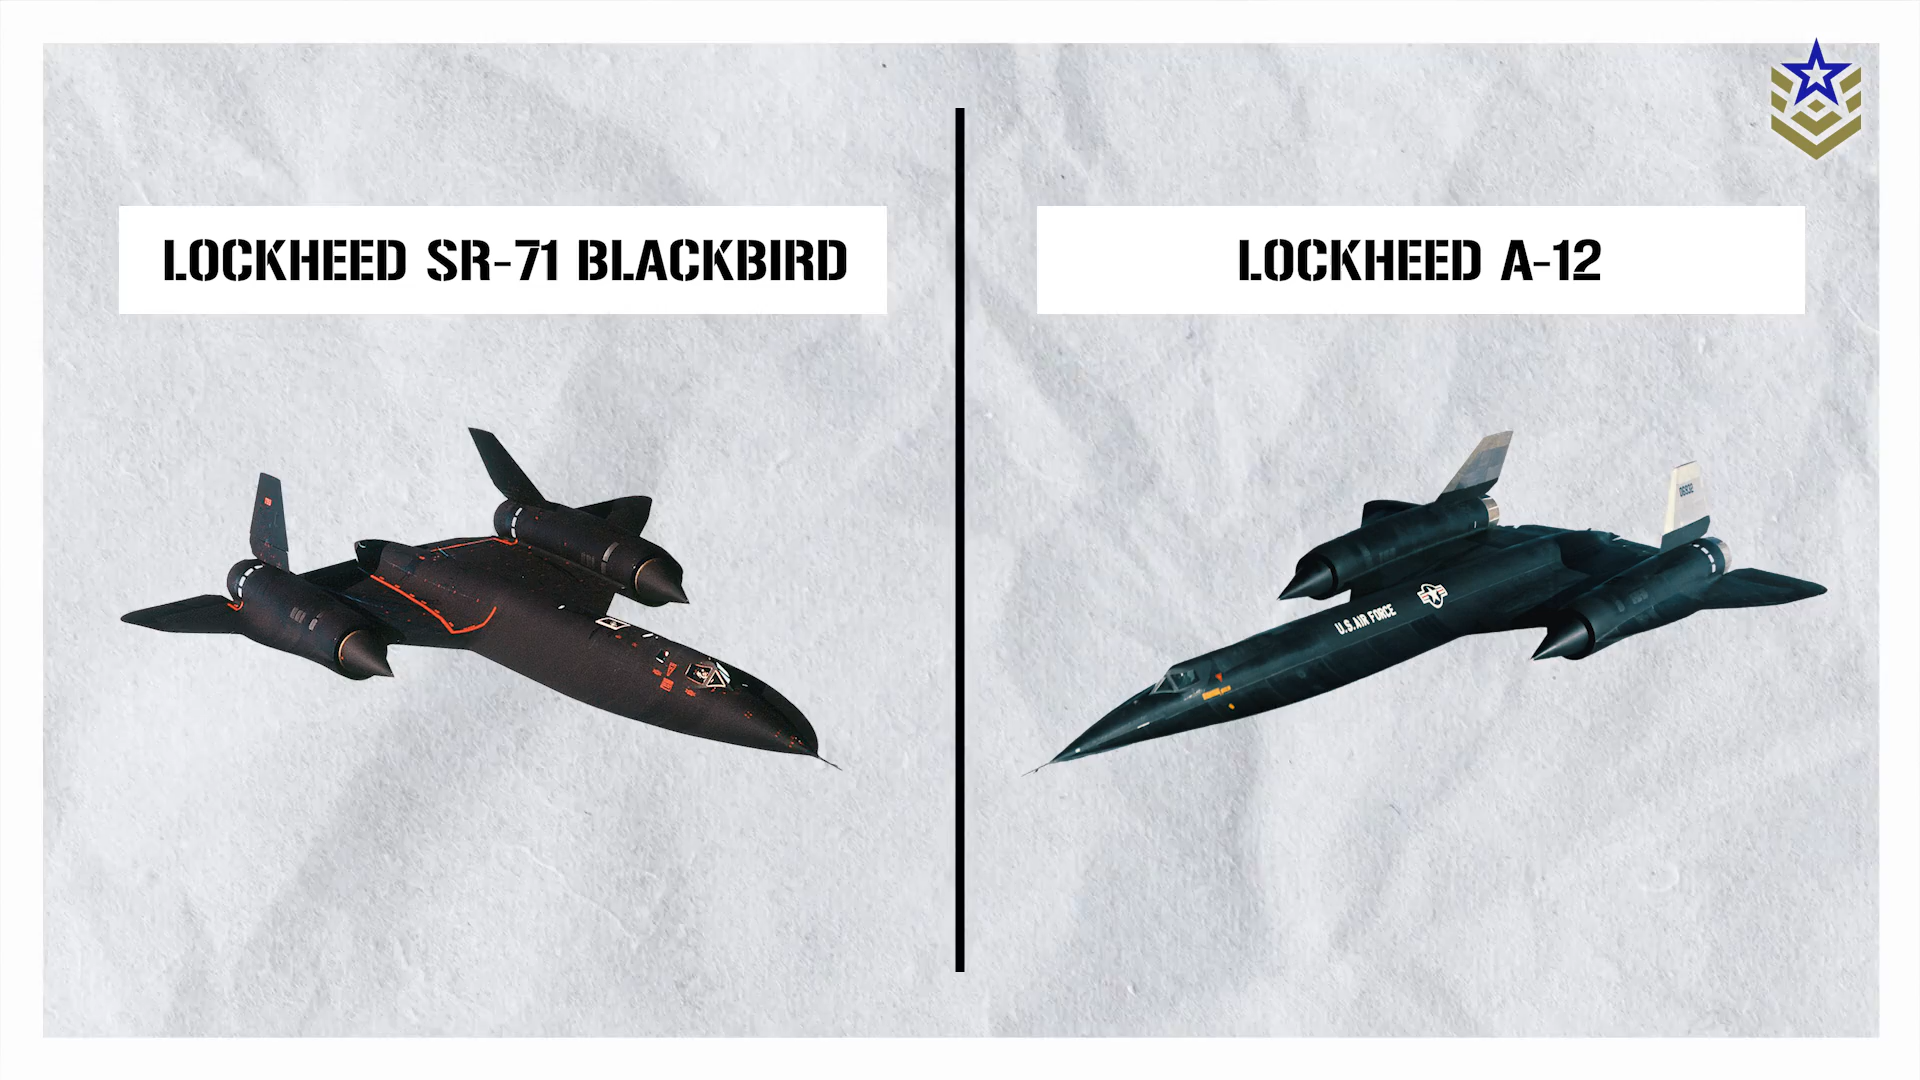 LOCKHEED SR-71 BLACKBIRD
LOCKHEED A-12
U.S. AIR FORCE